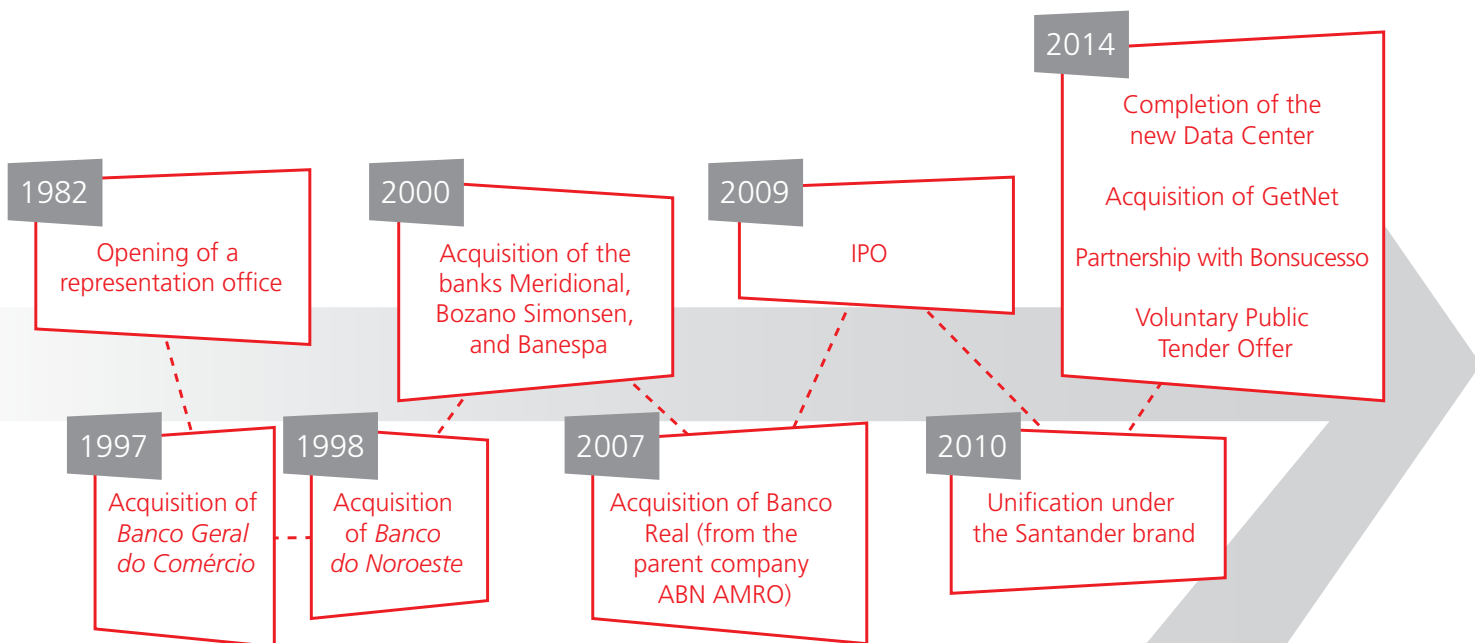 1982
Opening of a
representation office
1997
Acquisition of
Banco Geral
do Comércio
1998
Acquisition
of Banco
do Noroeste
2000
Acquisition of the
banks Meridional,
Bozano Simonsen,
and Banespa
2007
Acquisition of Banco
Real (from the
parent company
ABN AMRO)
2009
IPO
2010
Unification under
the Santander brand
2014
Completion of the
new Data Center
Acquisition of GetNet
Partnership with Bonsucesso
Voluntary Public
Tender Offer